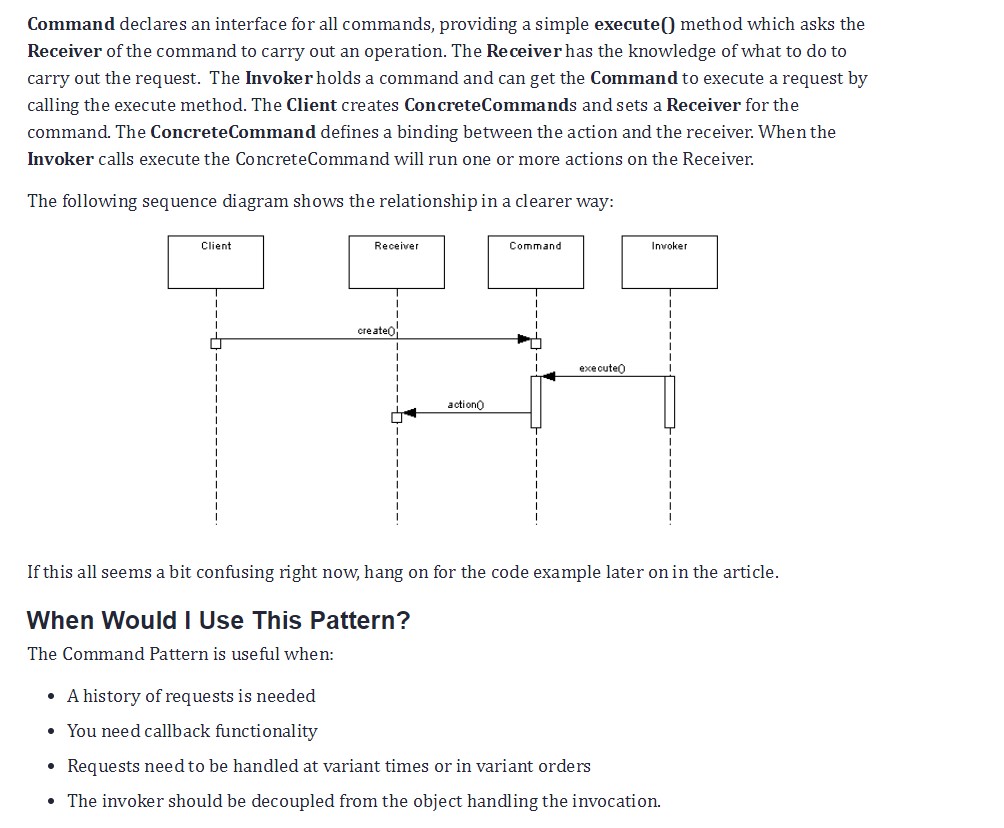 Command declares an interface for all commands, providing a simple execute() method which asks the
Receiver of the command to carry out an operation. The Receiver has the knowledge of what to do to
carry out the request. The Invoker holds a command and can get the Command to execute a request by
calling the execute method. The Client creates ConcreteCommands and sets a Receiver for the
command. The ConcreteCommand defines a binding between the action and the receiver. When the
Invoker calls execute the ConcreteCommand will run one or more actions on the Receiver.
The following sequence diagram shows the relationship in a clearer way:
Client Receiver Command Invoker
create()
execute()
action()
If this all seems a bit confusing right now, hang on for the code example later on in the article.
When Would I Use This Pattern?
The Command Pattern is useful when:
• A history of requests is needed
• You need callback functionality
• Requests need to be handled at variant times or in variant orders
• The invoker should be decoupled from the object handling the invocation.